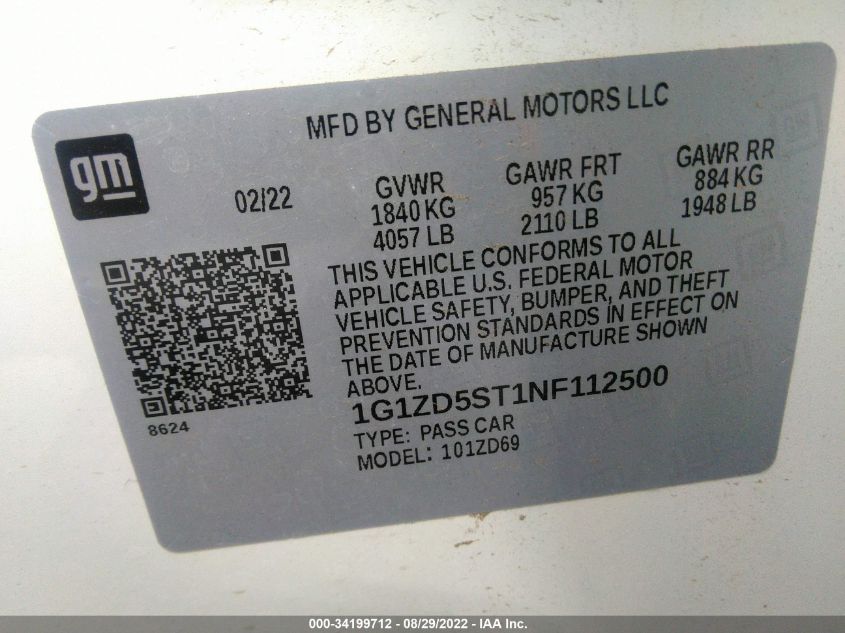 MFD BY GENERAL MOTORS LLC
gm
02/22
GVWR
1840 KG
4057 LB
GAWR FRT
957 KG
2110 LB
GAWR RR
884 KG
1948 LB
THIS VEHICLE CONFORMS TO ALL
APPLICABLE U.S. FEDERAL MOTOR
VEHICLE SAFETY, BUMPER, AND THEFT
PREVENTION STANDARDS IN EFFECT ON
THE DATE OF MANUFACTURE SHOWN
ABOVE.
8624
1G1ZD5ST1NF112500
TYPE: PASS CAR
MODEL: 101ZD69
000-34199712 - 08/29/2022 - IAA Inc.